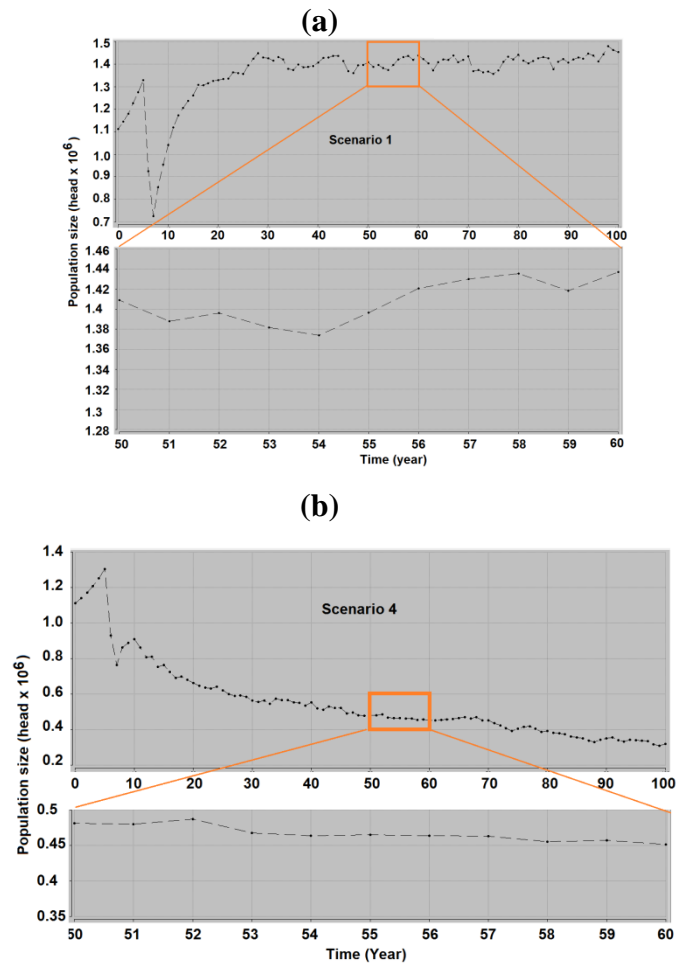 (a)
Population size (head x 10⁶)
1.5
1.4
1.3
1.2
1.1
1.0
0.9
0.8
0.7
Scenario 1
0 10 20 30 40 50 60 70 80 90 100
1.46
1.44
1.42
1.4
1.38
1.36
1.34
1.32
1.3
1.28
50 51 52 53 54 55 56 57 58 59 60
Time (year)
(b)
Population size (head x 10⁶)
1.4
1.2
1.0
0.8
0.6
0.4
0.2
Scenario 4
0 10 20 30 40 50 60 70 80 90 100
0.5
0.45
0.4
0.35
50 51 52 53 54 55 56 57 58 59 60
Time (Year)